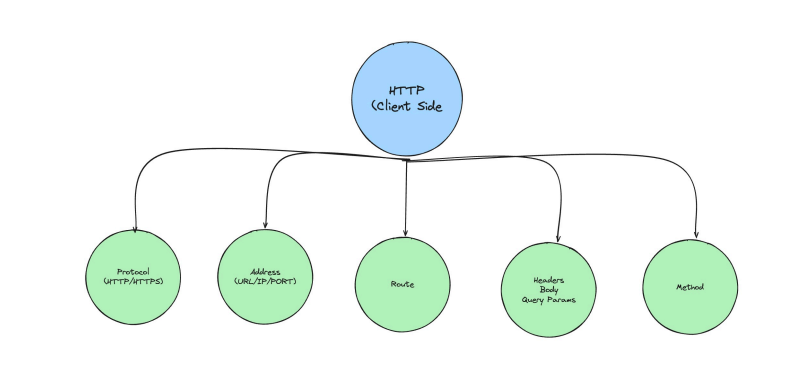 HTTP
(Client Side
Protocol
(HTTP/HTTPS)
Address
(URL/IP/PORT)
Route
Headers
Body
Query Params
Method